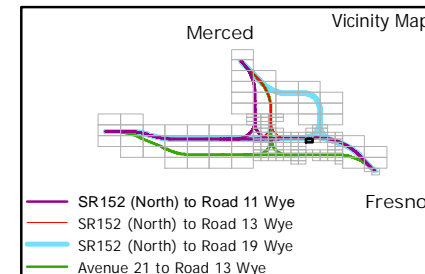 Vicinity Map
Merced
Fresno
SR152 (North) to Road 11 Wye
SR152 (North) to Road 13 Wye
SR152 (North) to Road 19 Wye
Avenue 21 to Road 13 Wye